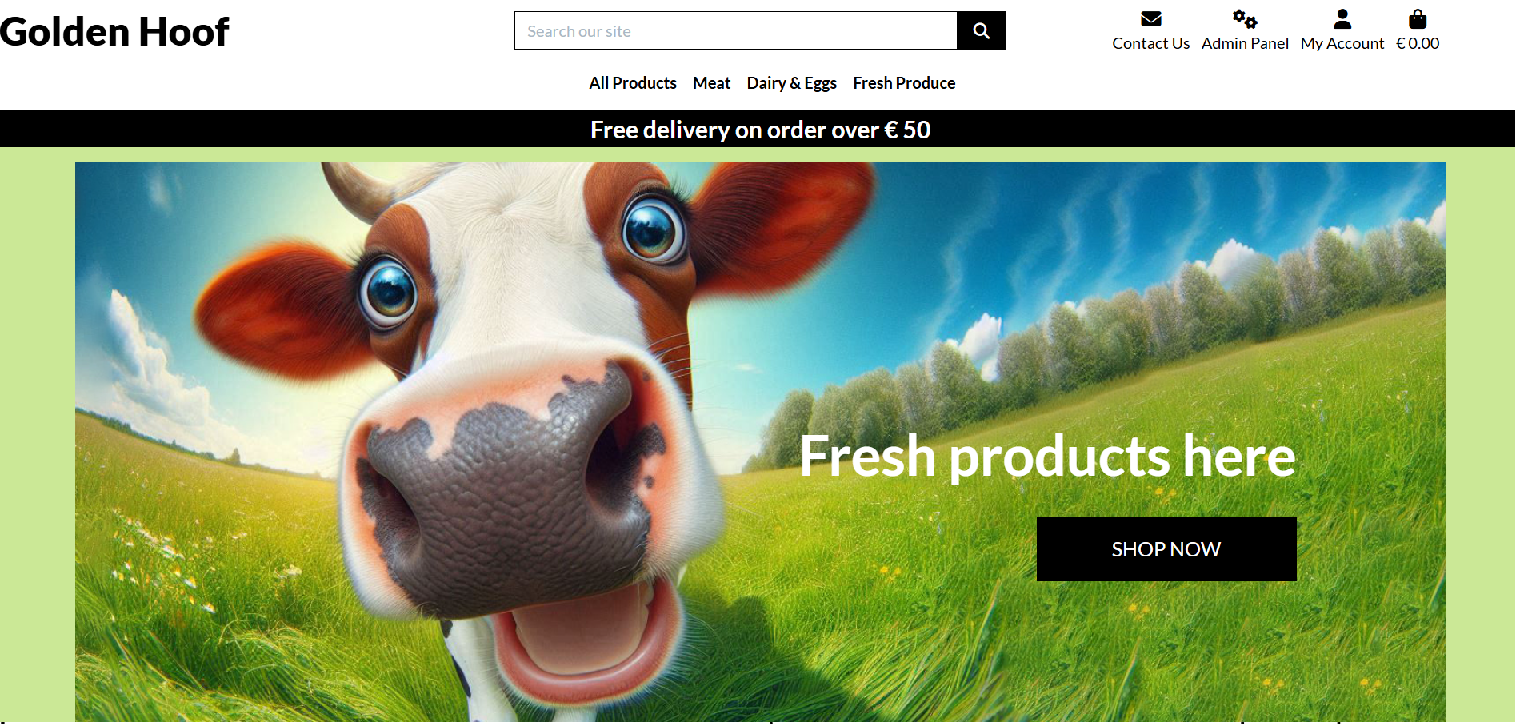 Golden Hoof
Search our site
Contact Us
Admin Panel
My Account
€ 0.00
All Products
Meat
Dairy & Eggs
Fresh Produce
Free delivery on order over € 50
Fresh products here
SHOP NOW